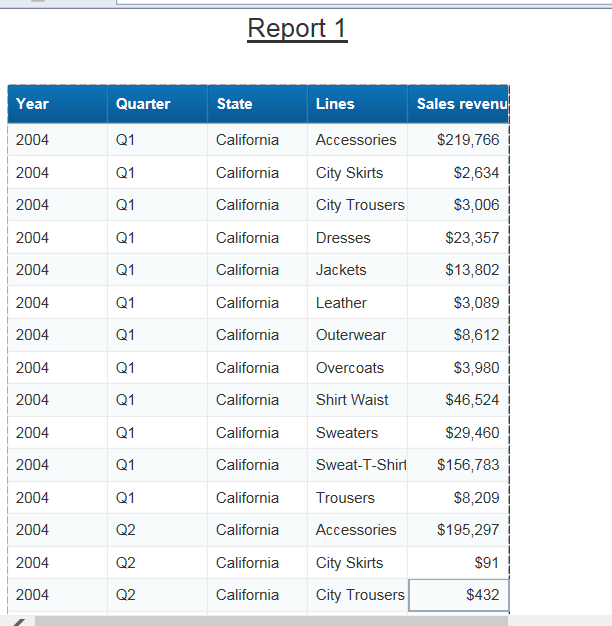 Report 1
Year Quarter State Lines Sales revenu
2004 Q1 California Accessories $219,766
2004 Q1 California City Skirts $2,634
2004 Q1 California City Trousers $3,006
2004 Q1 California Dresses $23,357
2004 Q1 California Jackets $13,802
2004 Q1 California Leather $3,089
2004 Q1 California Outerwear $8,612
2004 Q1 California Overcoats $3,980
2004 Q1 California Shirt Waist $46,524
2004 Q1 California Sweaters $29,460
2004 Q1 California Sweat-T-Shirt $156,783
2004 Q1 California Trousers $8,209
2004 Q2 California Accessories $195,297
2004 Q2 California City Skirts $91
2004 Q2 California City Trousers $432